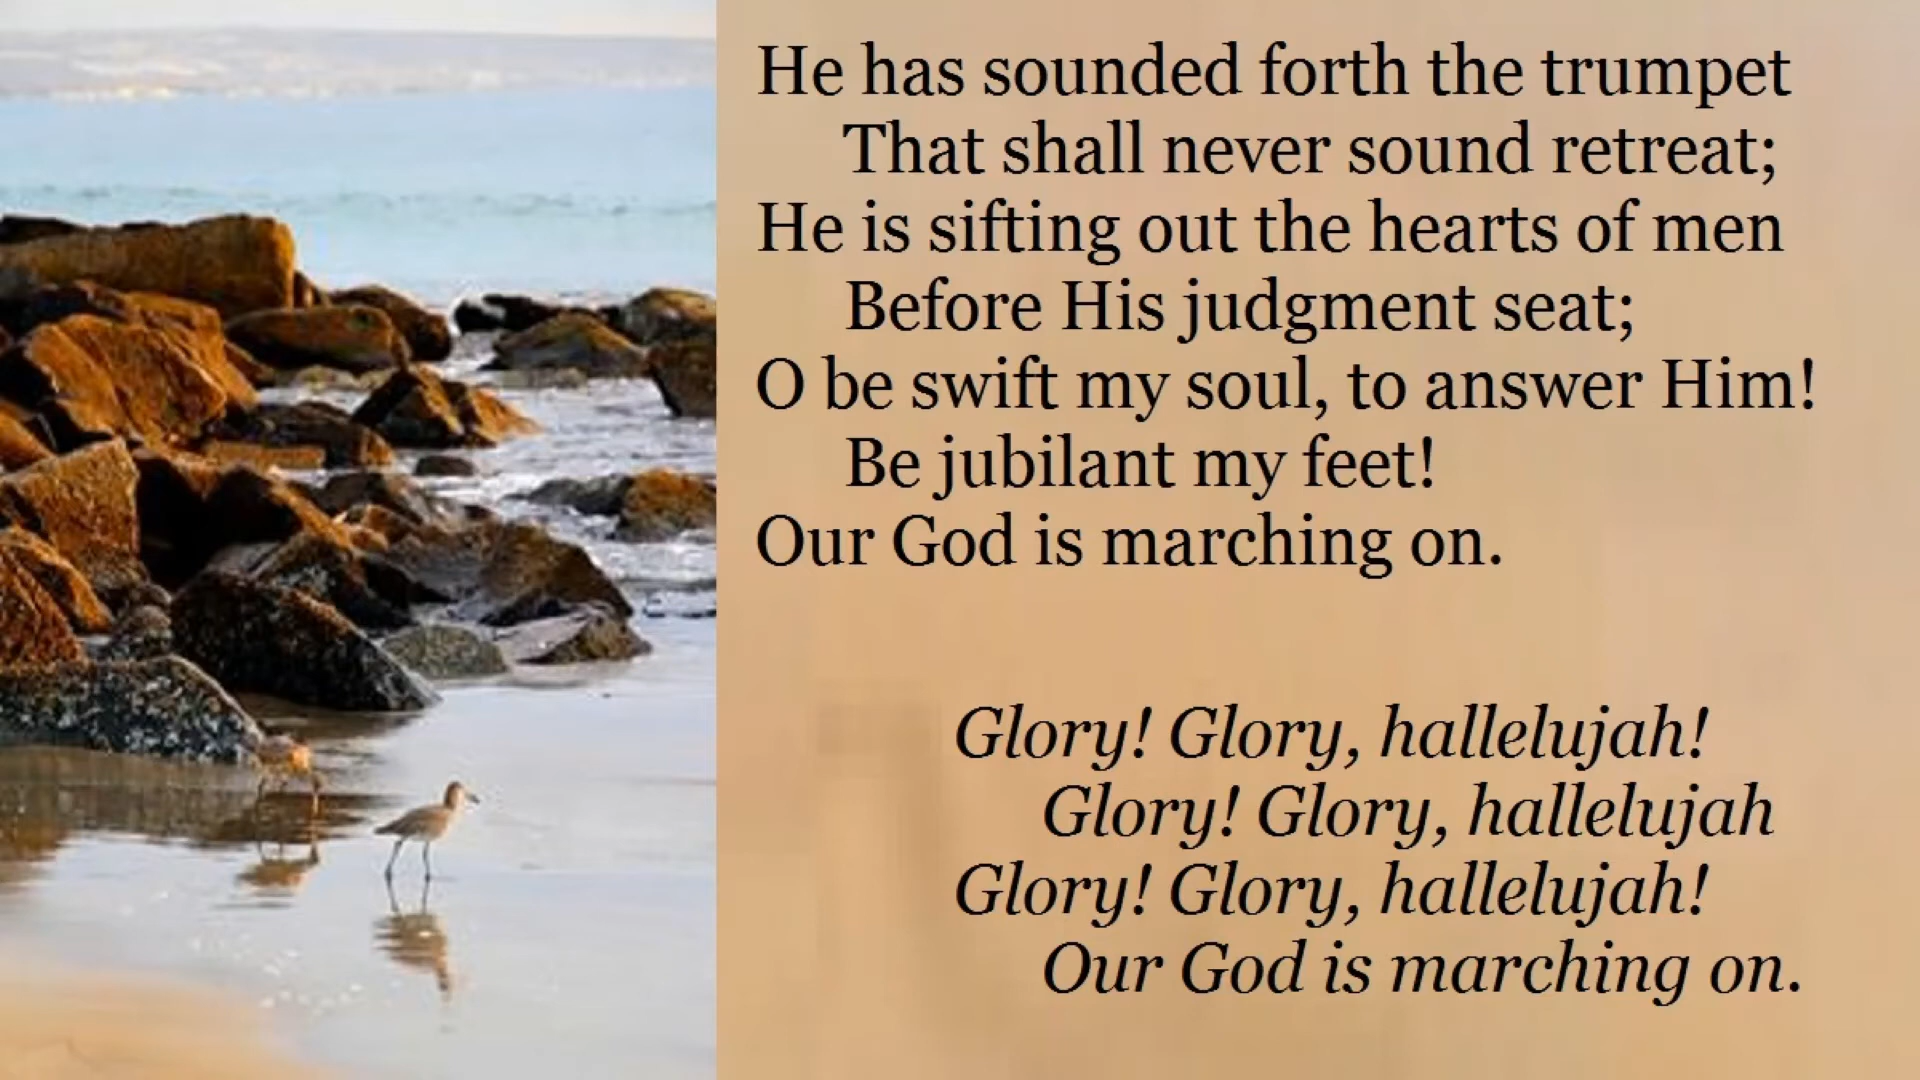 He has sounded forth the trumpet
That shall never sound retreat;
He is sifting out the hearts of men
Before His judgment seat;
O be swift my soul, to answer Him!
Be jubilant my feet!
Our God is marching on.
Glory! Glory, hallelujah!
Glory! Glory, hallelujah
Glory! Glory, hallelujah!
Our God is marching on.